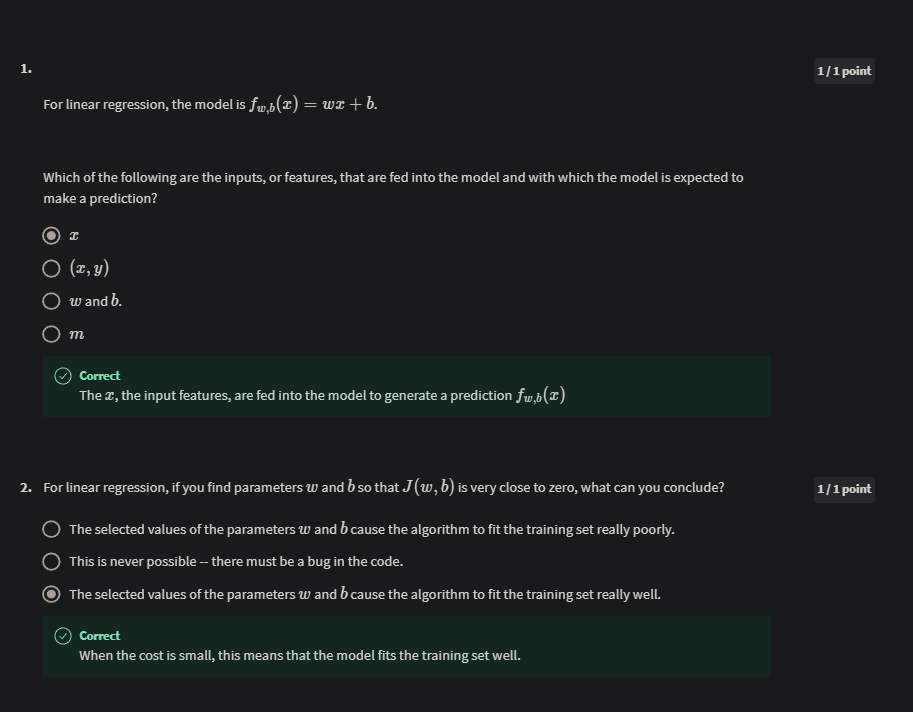 1.
1 / 1 point
For linear regression, the model is f_{w,b}(x) = wx + b.
Which of the following are the inputs, or features, that are fed into the model and with which the model is expected to
make a prediction?
x
(x, y)
w and b.
m
Correct
The x, the input features, are fed into the model to generate a prediction f_{w,b}(x)
2. For linear regression, if you find parameters w and b so that J(w, b) is very close to zero, what can you conclude?
1 / 1 point
The selected values of the parameters w and b cause the algorithm to fit the training set really poorly.
This is never possible -- there must be a bug in the code.
The selected values of the parameters w and b cause the algorithm to fit the training set really well.
Correct
When the cost is small, this means that the model fits the training set well.